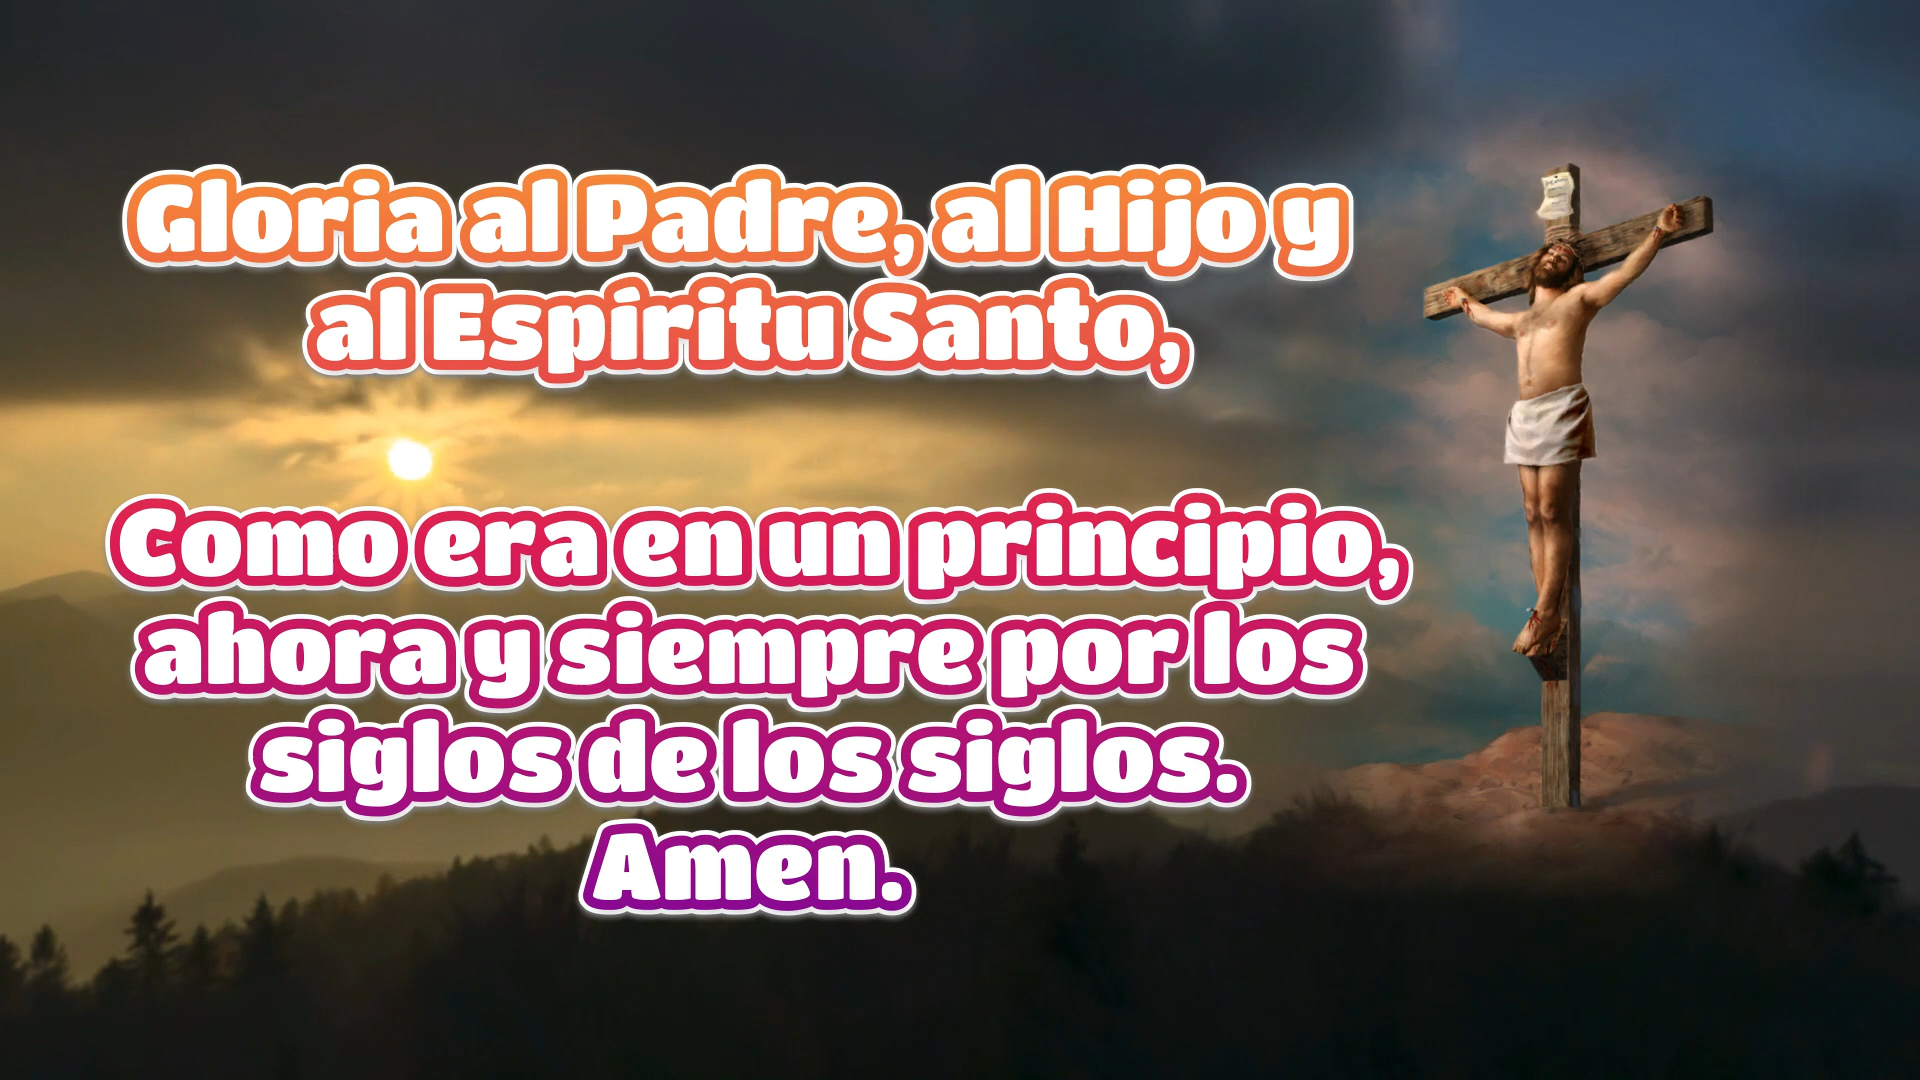 Gloria al Padre, al Hijo y
al Espíritu Santo,
Como era en un principio,
ahora y siempre por los
siglos de los siglos.
Amen.